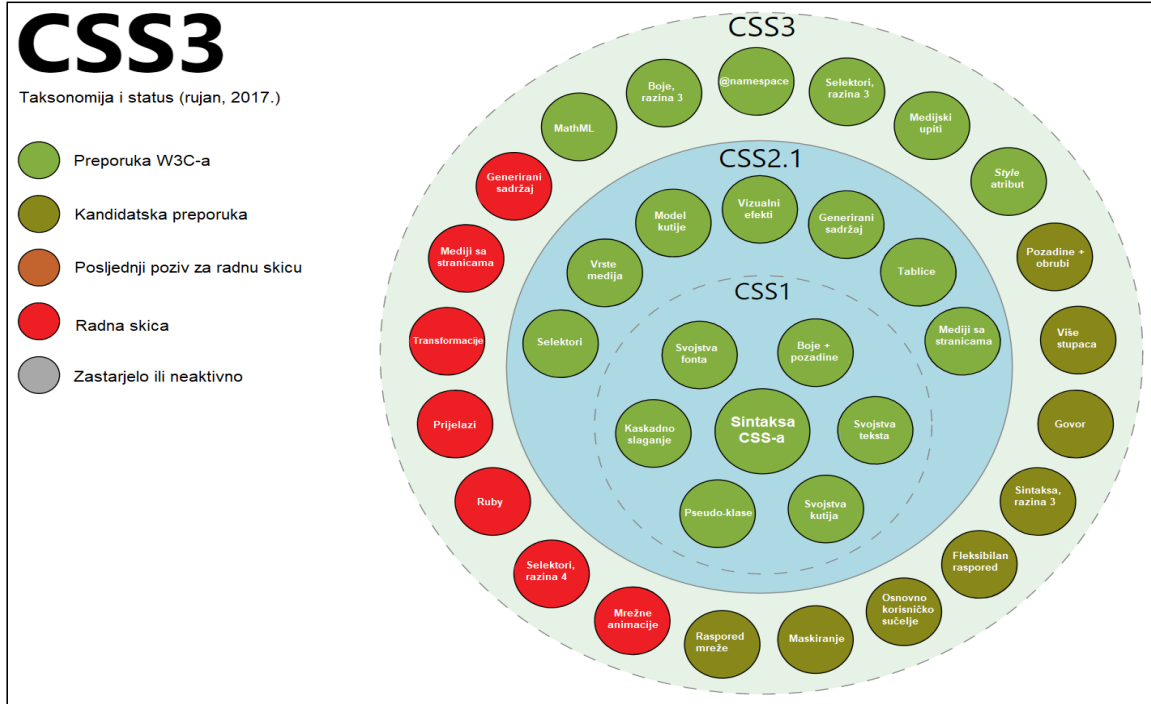 CSS3
Taksonomija i status (rujan, 2017.)
Preporuka W3C-a
Kandidatska preporuka
Posljednji poziv za radnu skicu
Radna skica
Zastarjelo ili neaktivno
CSS3
@namespace
Selektori,
razina 3
Medijski
upiti
Style
atribut
Pozadine +
obrubi
Više
stupaca
Govor
Sintaksa,
razina 3
Fleksibilan
raspored
Osnovno
korisničko
sučelje
Maskiranje
Raspored
mreže
Mrežne
animacije
Selektori,
razina 4
Ruby
Prijelazi
Transformacije
Mediji sa
stranicama
Generirani
sadržaj
MathML
Boje,
razina 3
CSS2.1
Selektori
Vrste
medija
Model
kutije
Vizualni
efekti
Generirani
sadržaj
Tablice
Mediji sa
stranicama
CSS1
Svojstva
fonta
Boje +
pozadine
Kaskadno
slaganje
Sintaksa
CSS-a
Svojstva
teksta
Pseudo-klase
Svojstva
kutija